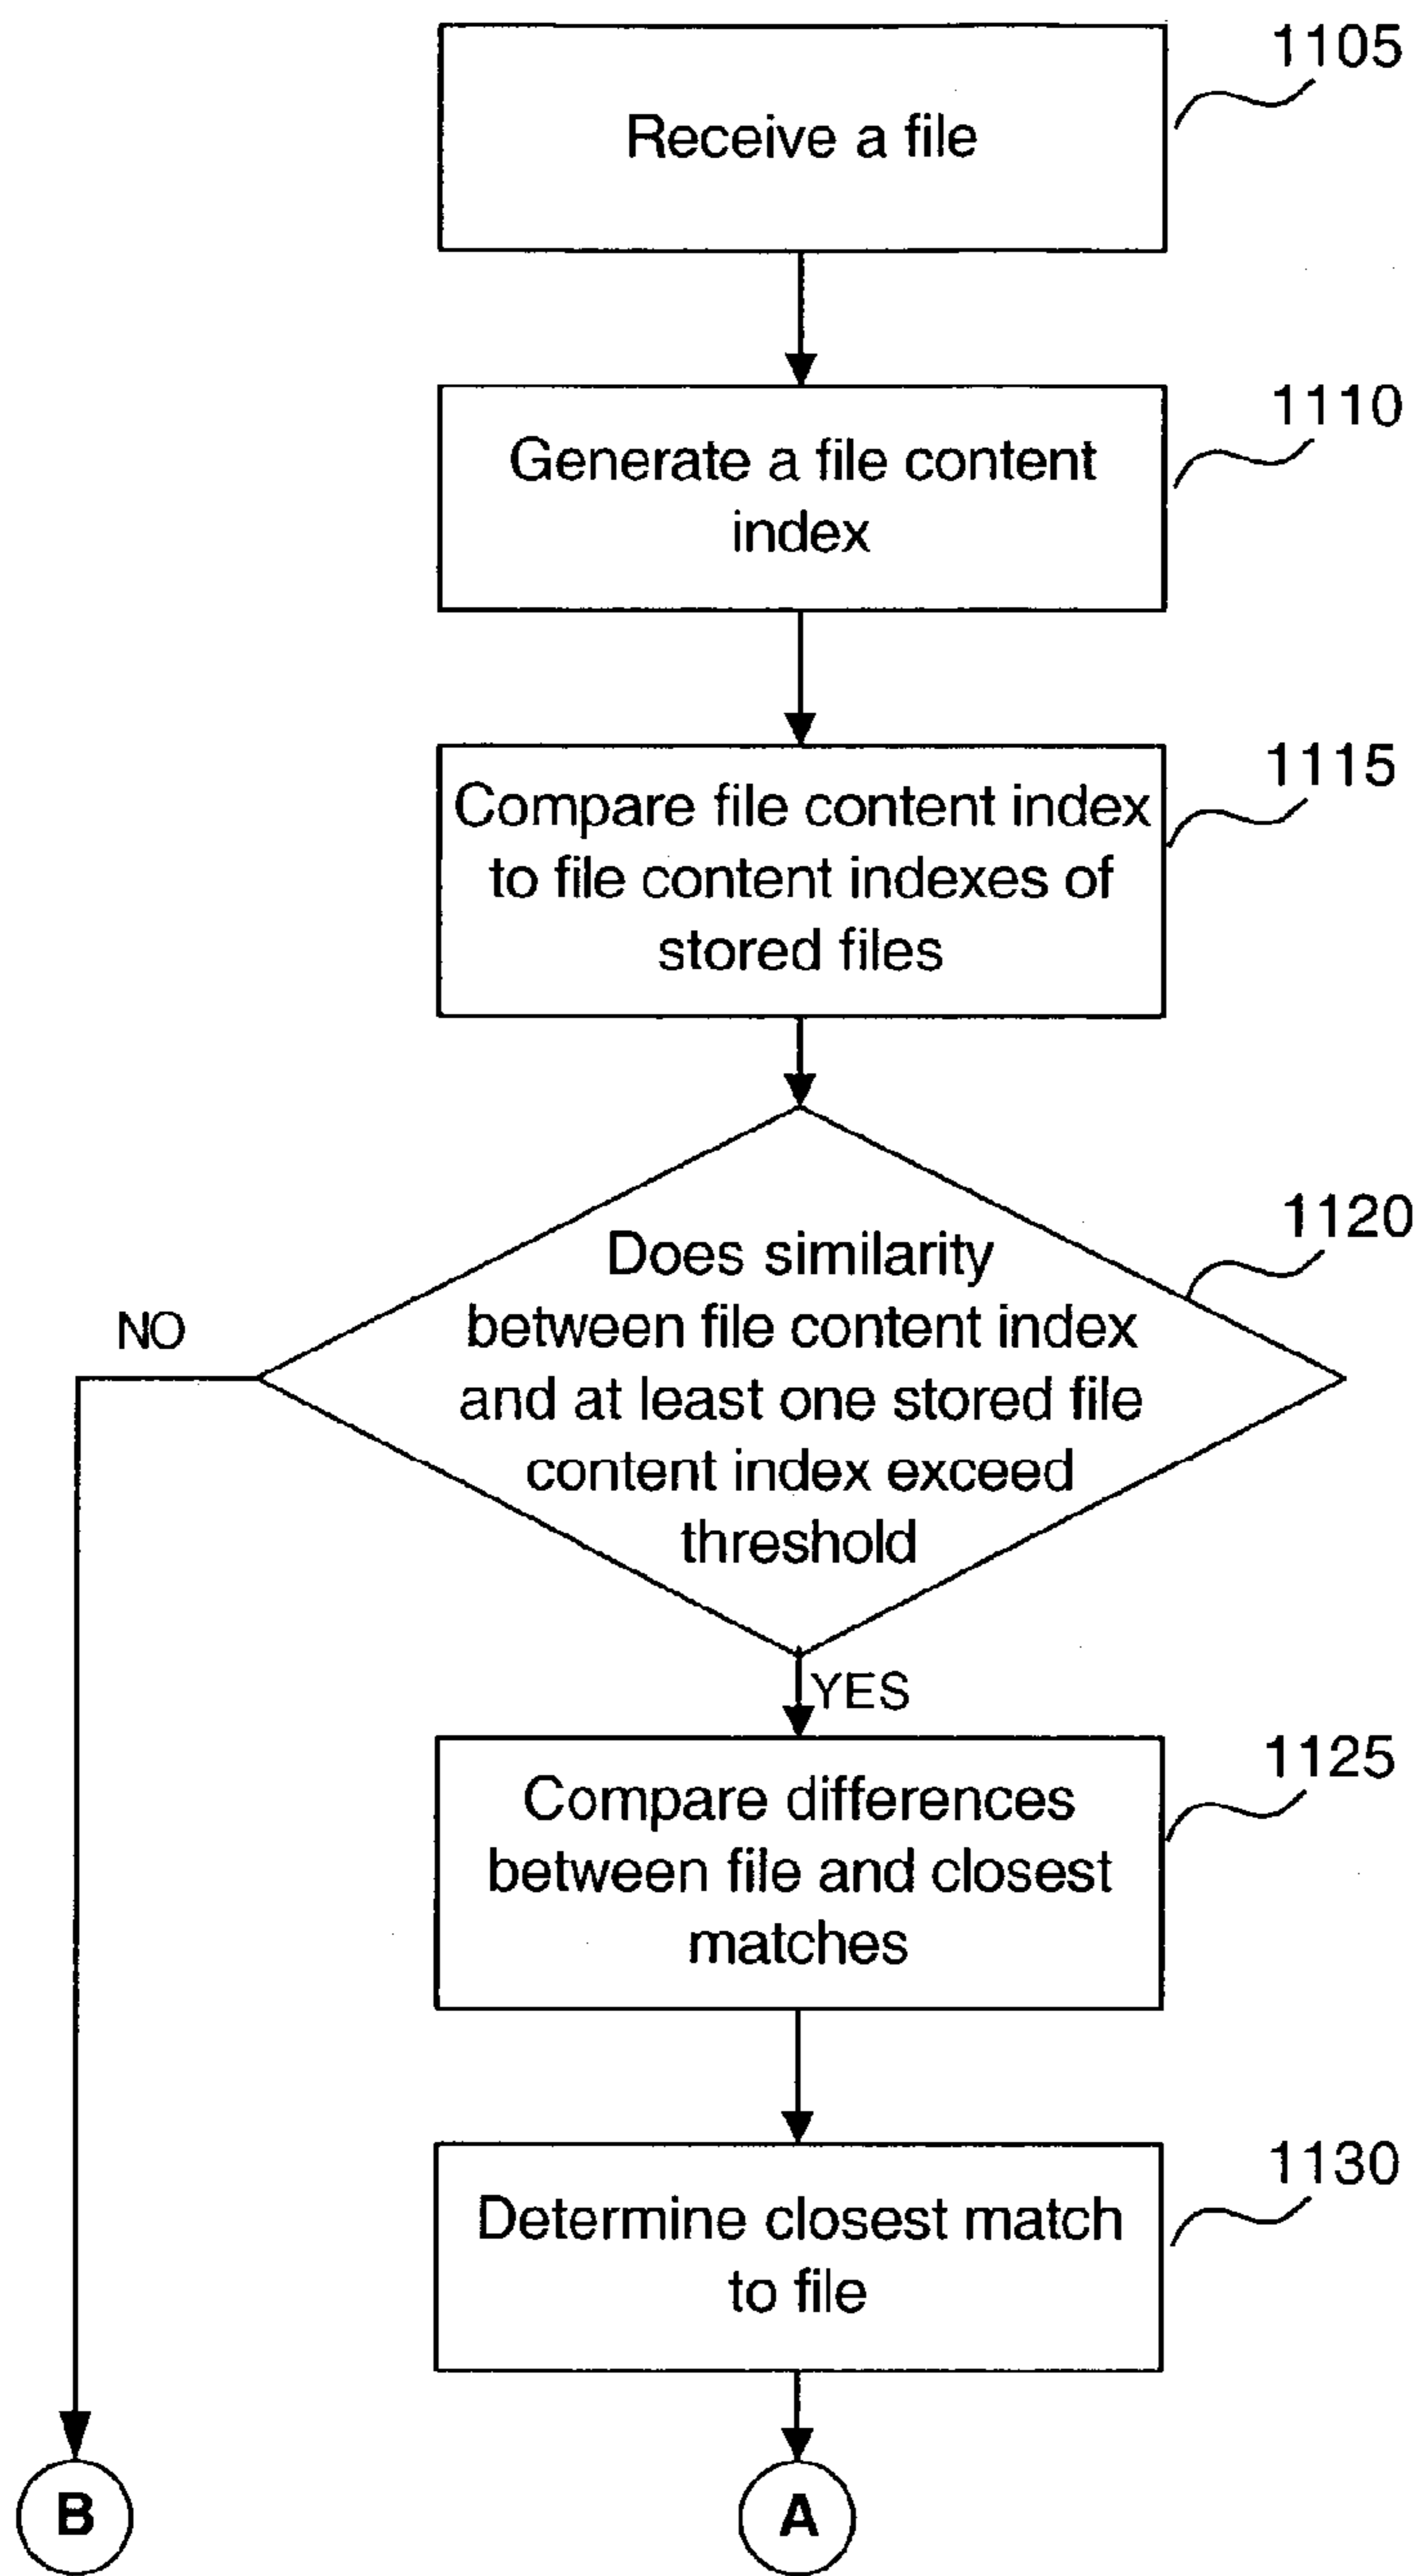 1105
Receive a file
1110
Generate a file content
index
1115
Compare file content index
to file content indexes of
stored files
1120
Does similarity
between file content index
and at least one stored file
content index exceed
threshold
NO
YES
1125
Compare differences
between file and closest
matches
1130
Determine closest match
to file
B
A